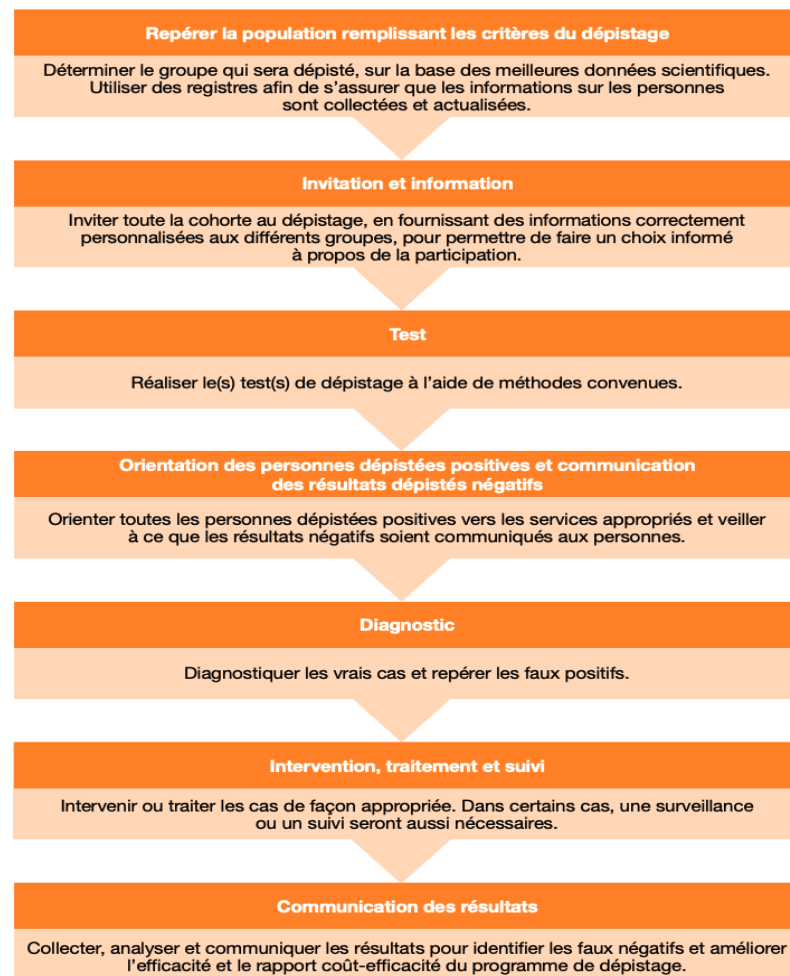 Repérer la population remplissant les critères du dépistage
Déterminer le groupe qui sera dépisté, sur la base des meilleures données scientifiques.
Utiliser des registres afin de s’assurer que les informations sur les personnes
sont collectées et actualisées.
Invitation et information
Inviter toute la cohorte au dépistage, en fournissant des informations correctement
personnalisées aux différents groupes, pour permettre de faire un choix informé
à propos de la participation.
Test
Réaliser le(s) test(s) de dépistage à l’aide de méthodes convenues.
Orientation des personnes dépistées positives et communication
des résultats dépistés négatifs
Orienter toutes les personnes dépistées positives vers les services appropriés et veiller
à ce que les résultats négatifs soient communiqués aux personnes.
Diagnostic
Diagnostiquer les vrais cas et repérer les faux positifs.
Intervention, traitement et suivi
Intervenir ou traiter les cas de façon appropriée. Dans certains cas, une surveillance
ou un suivi seront aussi nécessaires.
Communication des résultats
Collecter, analyser et communiquer les résultats pour identifier les faux négatifs et améliorer
l’efficacité et le rapport coût-efficacité du programme de dépistage.